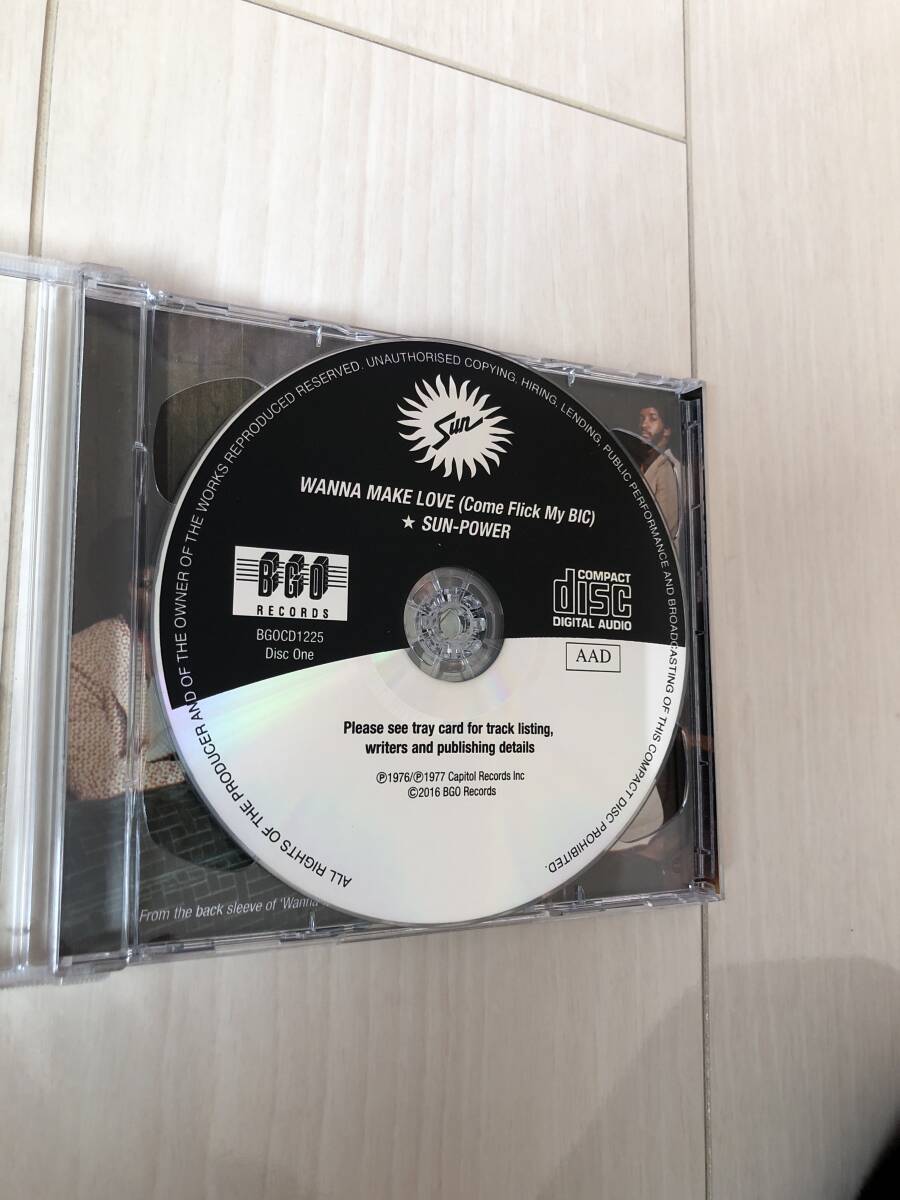 ALL RIGHTS OF THE PRODUCER AND OF THE OWNER OF THE WORKS REPRODUCED RESERVED. UNAUTHORISED COPYING, HIRING, LENDING, PUBLIC PERFORMANCE AND BROADCASTING OF THIS COMPACT DISC PROHIBITED.
Sun
WANNA MAKE LOVE (Come Flick My BIC)
★ SUN-POWER
BGO
RECORDS
BGOCD1225
Disc One
COMPACT
disc
DIGITAL AUDIO
AAD
Please see tray card for track listing,
writers and publishing details
℗1976/℗1977 Capitol Records Inc
©2016 BGO Records
From the back sleeve of 'Wanna